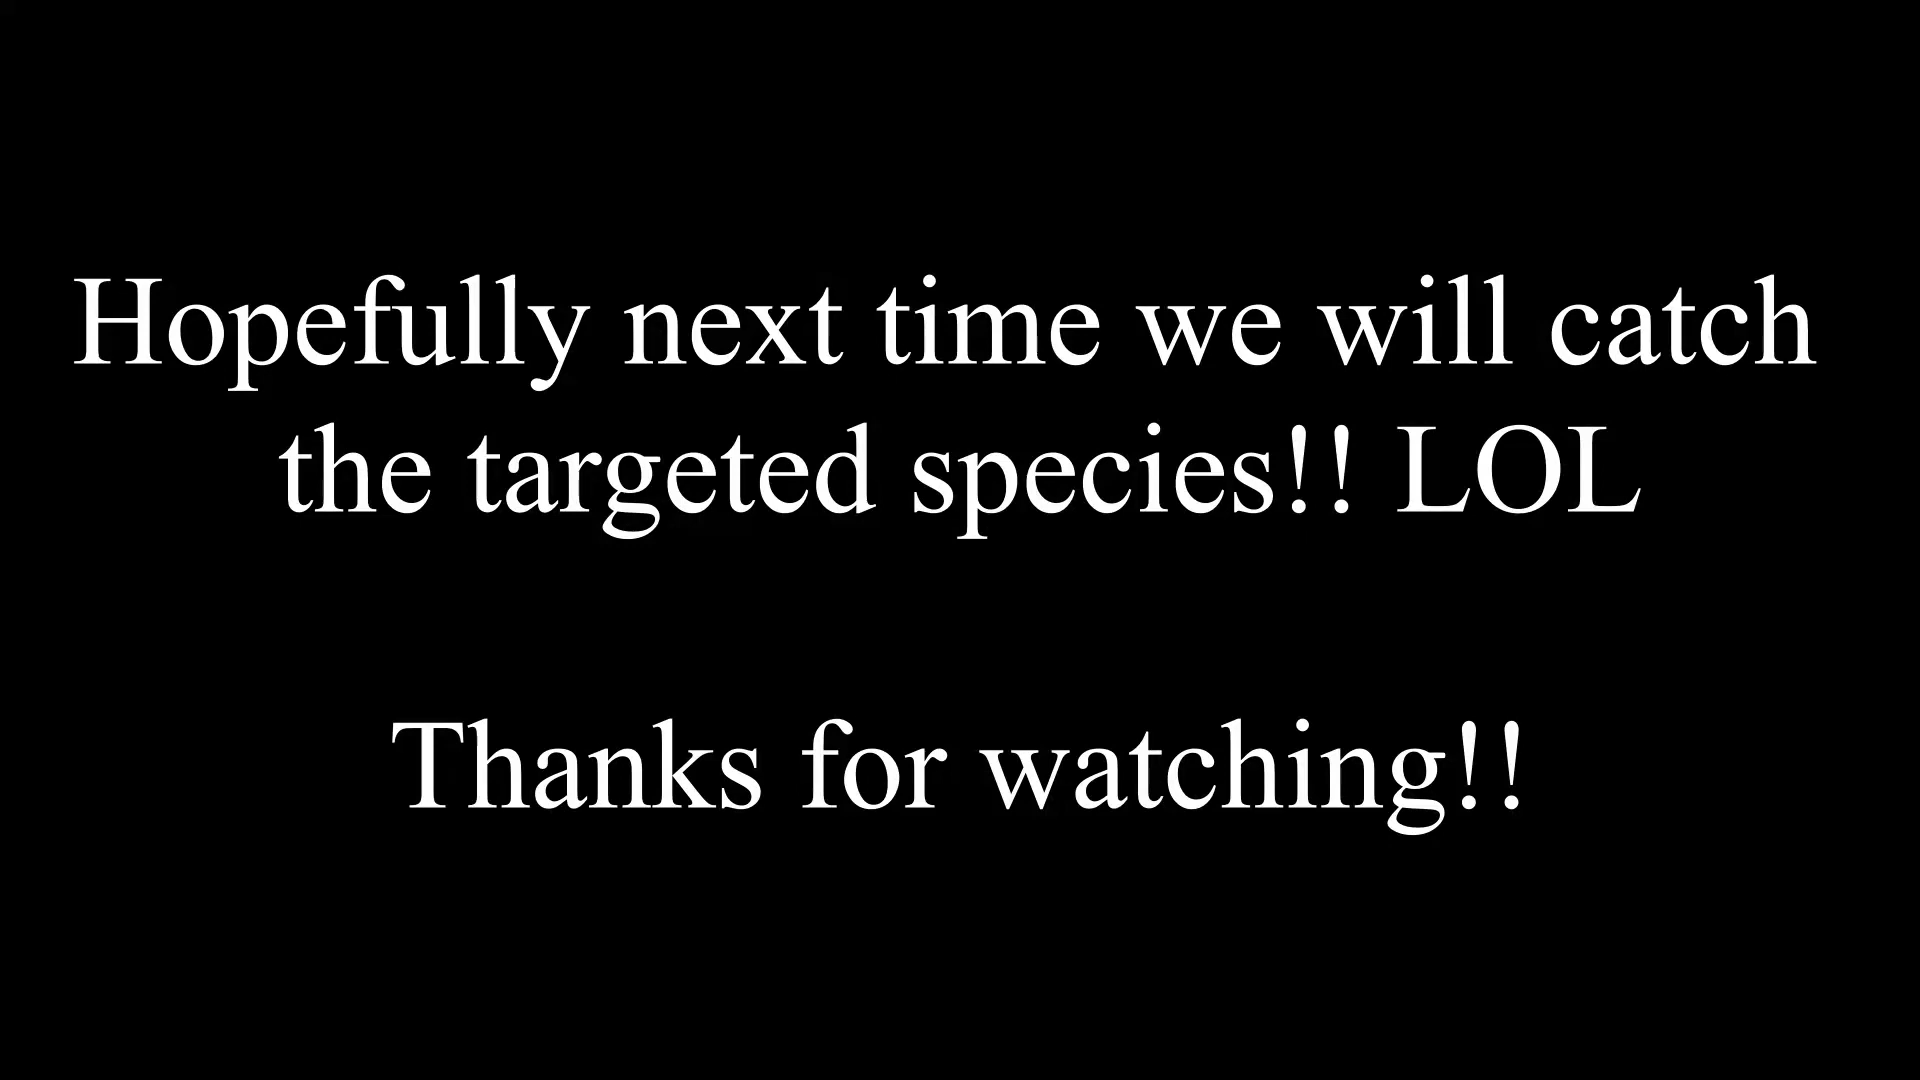 Hopefully next time we will catch
the targeted species!! LOL
Thanks for watching!!